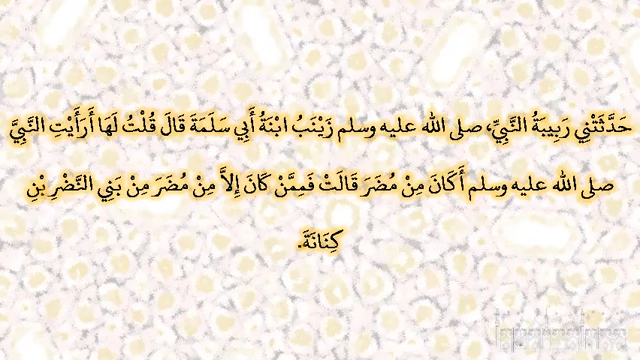 حَدَّثَتْنِي رَبِيبَةُ النَّبِيِّ، صلى الله عليه وسلم زَيْنَبُ ابْنَةُ أَبِي سَلَمَةَ قَالَ قُلْتُ لَهَا أَرَأَيْتِ النَّبِيَّ
صلى الله عليه وسلم أَكَانَ مِنْ مُضَرَ قَالَتْ فَمِمَّنْ كَانَ إِلاَّ مِنْ مُضَرَ مِنْ بَنِي النَّضْرِ بْنِ
كِنَانَةَ.